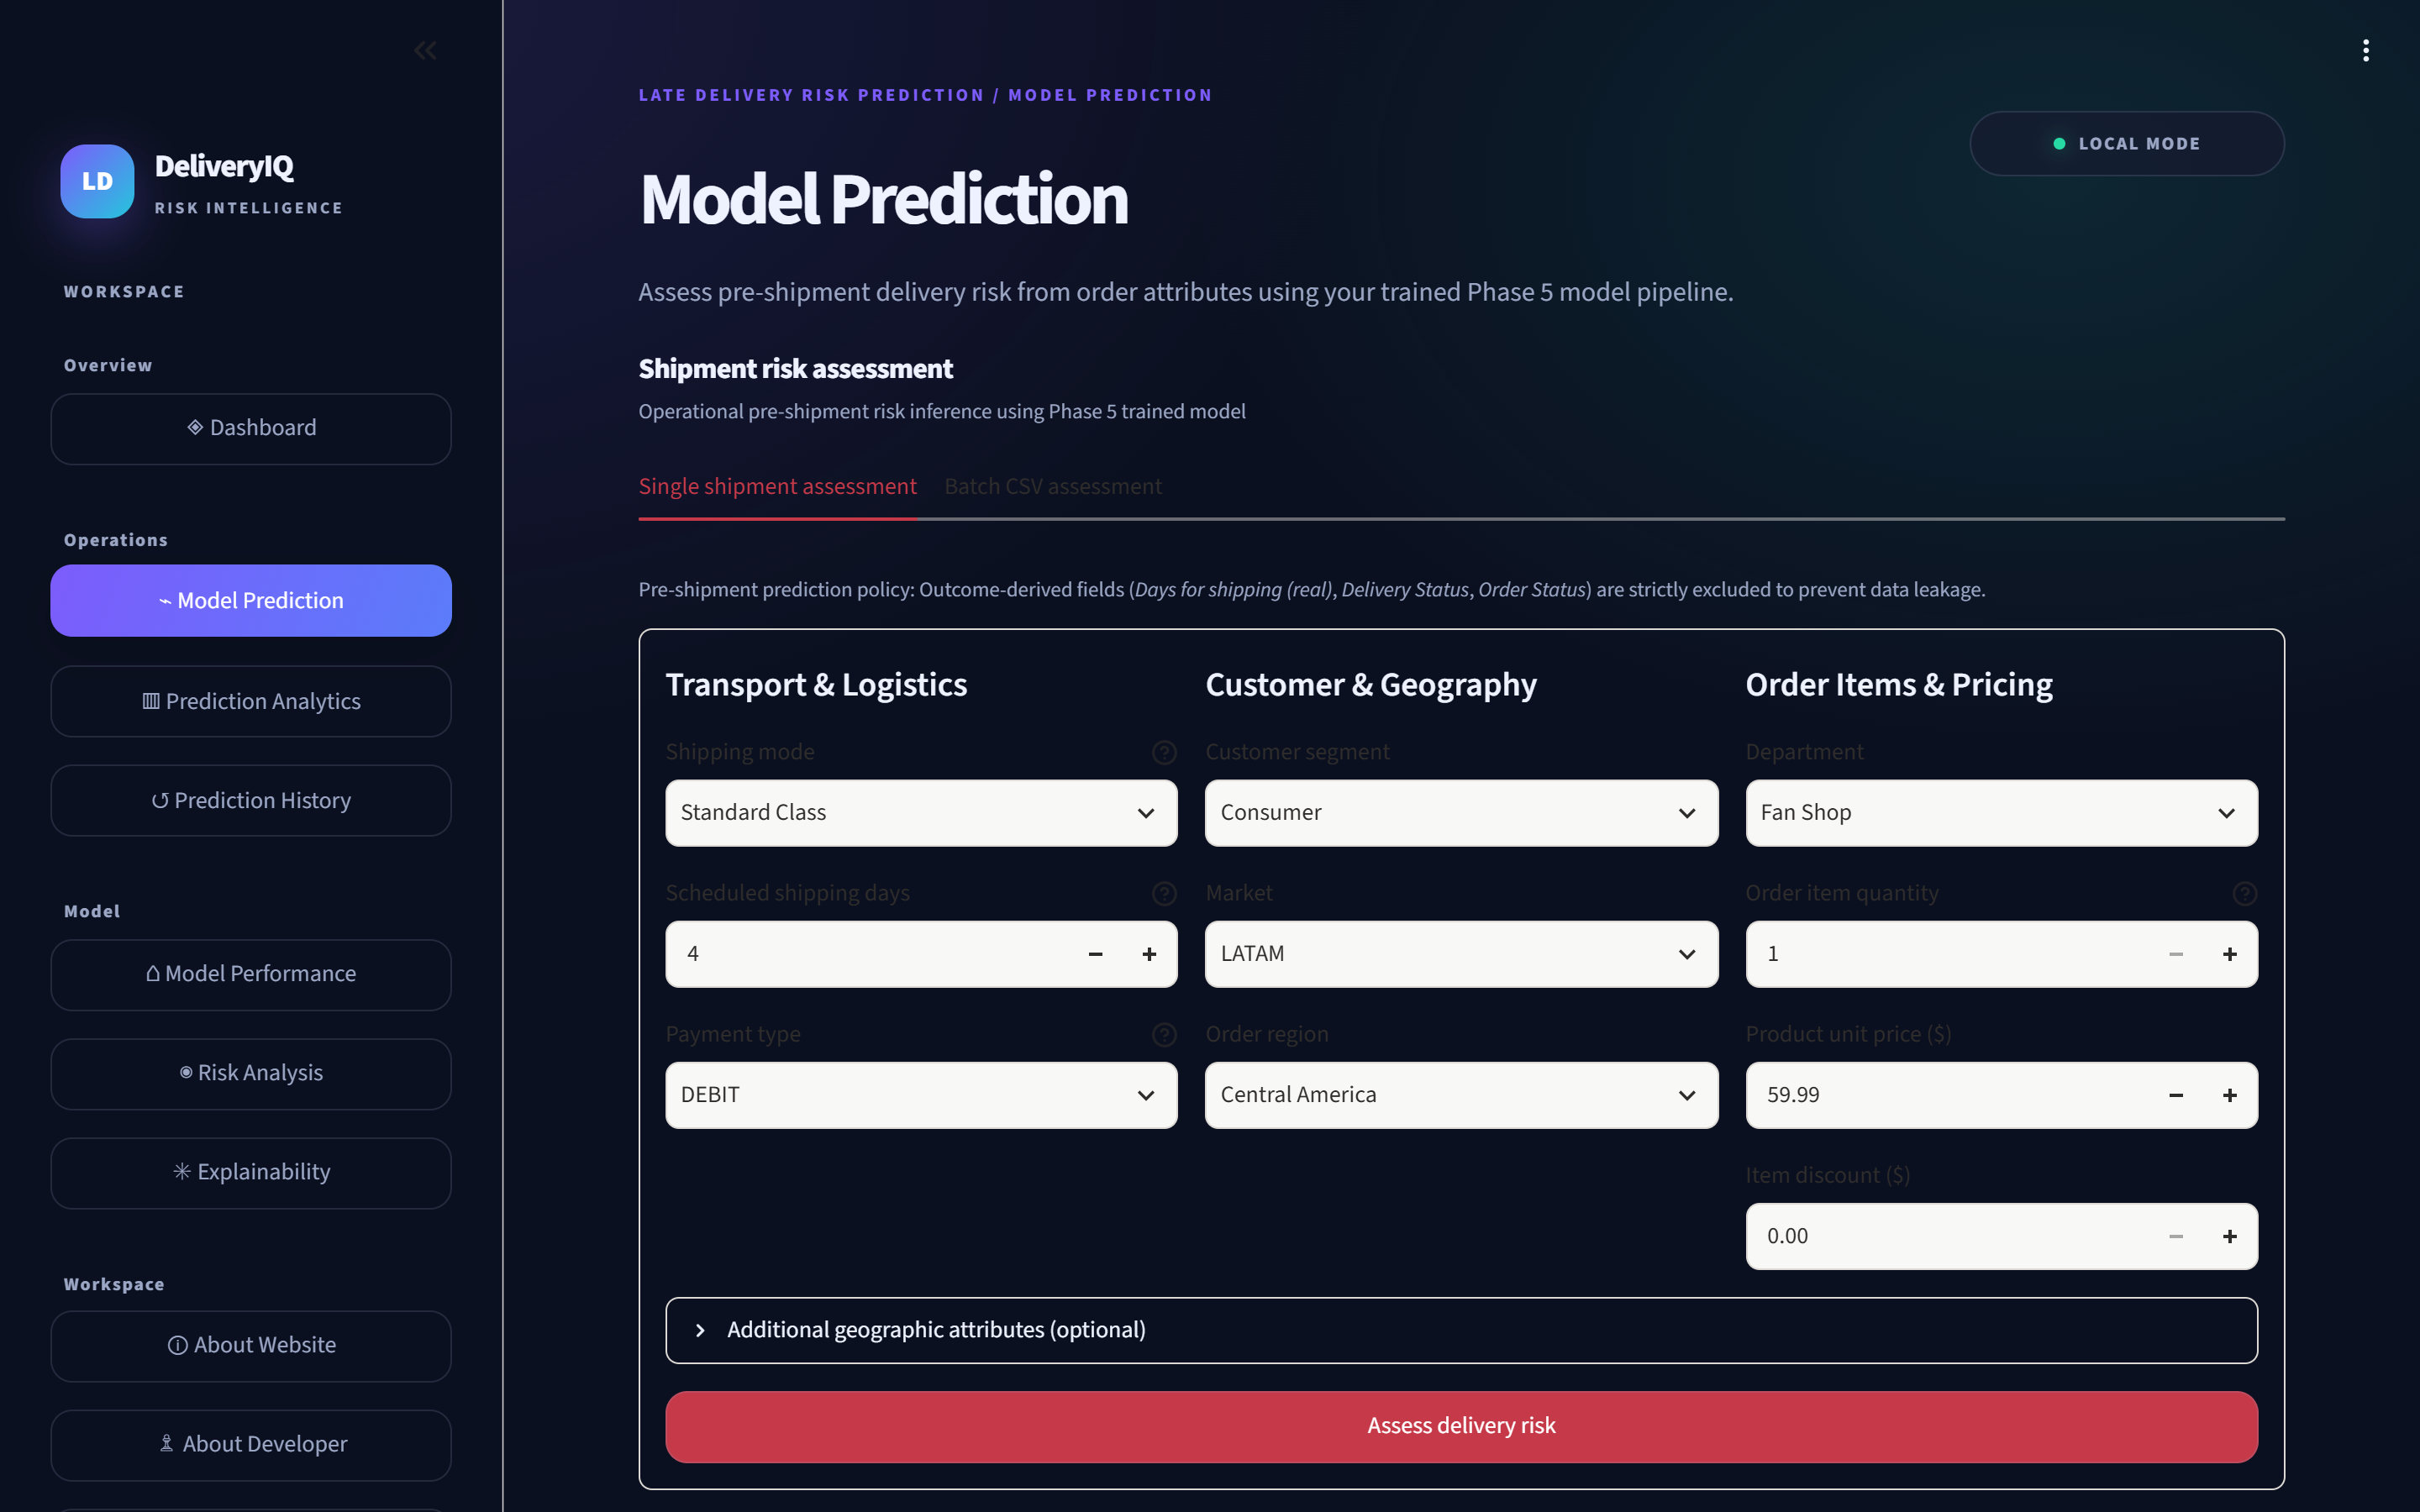 LD
DeliveryIQ
RISK INTELLIGENCE
WORKSPACE
Overview
Dashboard
Operations
Model Prediction
Prediction Analytics
Prediction History
Model
Model Performance
Risk Analysis
Explainability
Workspace
About Website
About Developer
LATE DELIVERY RISK PREDICTION / MODEL PREDICTION
LOCAL MODE
Model Prediction
Assess pre-shipment delivery risk from order attributes using your trained Phase 5 model pipeline.
Shipment risk assessment
Operational pre-shipment risk inference using Phase 5 trained model
Single shipment assessment
Batch CSV assessment
Pre-shipment prediction policy: Outcome-derived fields (Days for shipping (real), Delivery Status, Order Status) are strictly excluded to prevent data leakage.
Transport & Logistics
Shipping mode
Standard Class
Scheduled shipping days
4
Payment type
DEBIT
Customer & Geography
Customer segment
Consumer
Market
LATAM
Order region
Central America
Order Items & Pricing
Department
Fan Shop
Order item quantity
1
Product unit price ($)
59.99
Item discount ($)
0.00
Additional geographic attributes (optional)
Assess delivery risk